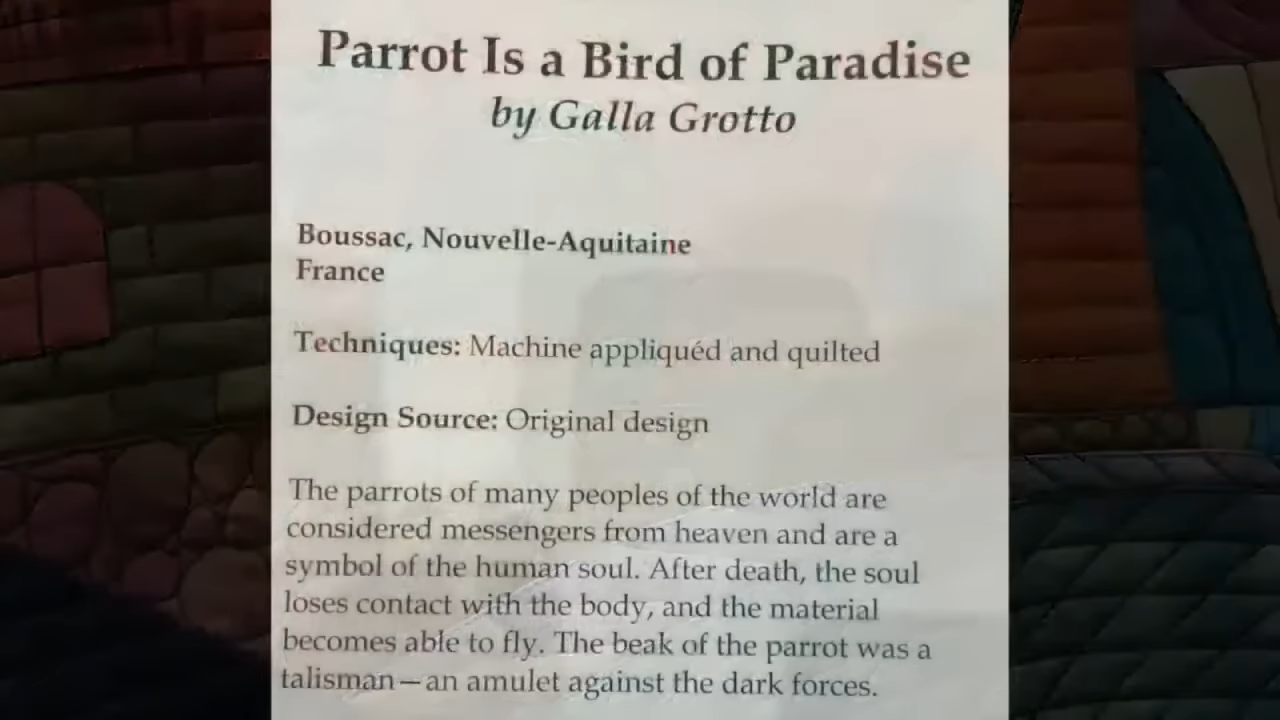 Parrot Is a Bird of Paradise
by Galla Grotto
Boussac, Nouvelle-Aquitaine
France
Techniques: Machine appliquéd and quilted
Design Source: Original design
The parrots of many peoples of the world are
considered messengers from heaven and are a
symbol of the human soul. After death, the soul
loses contact with the body, and the material
becomes able to fly. The beak of the parrot was a
talisman—an amulet against the dark forces.